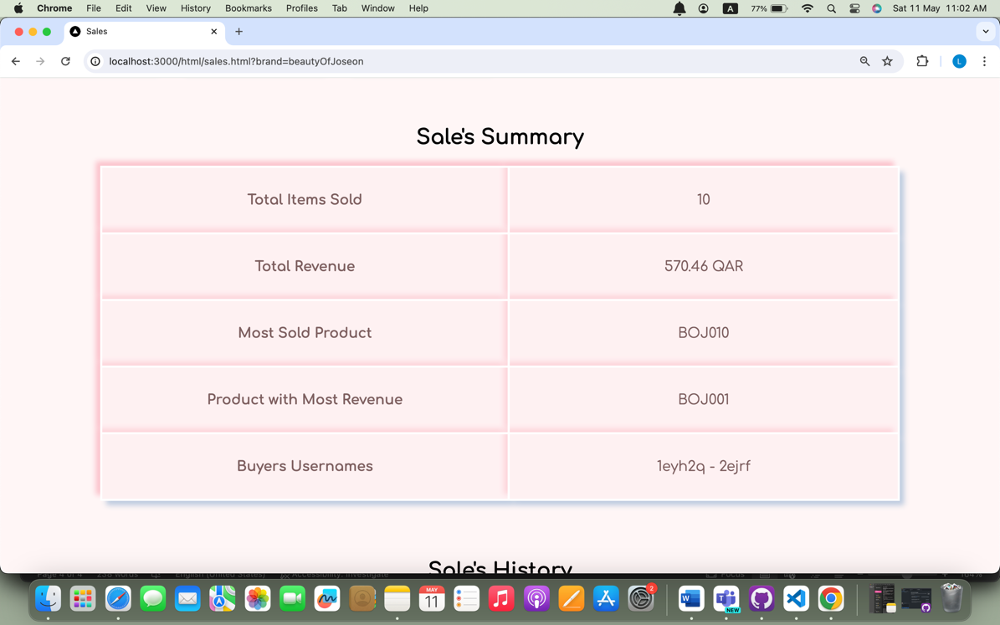 Chrome File Edit View History Bookmarks Profiles Tab Window Help A 77% Sat 11 May 11:02 AM
Sales
localhost:3000/html/sales.html?brand=beautyOfJoseon L
Sale's Summary
Total Items Sold 10
Total Revenue 570.46 QAR
Most Sold Product BOJ010
Product with Most Revenue BOJ001
Buyers Usernames 1eyh2q - 2ejrf
Sale's History
Page 4 of 4 238 words English (United States) Accessibility: Investigate Focus 164%
MAY
11
2
W
T
NEW